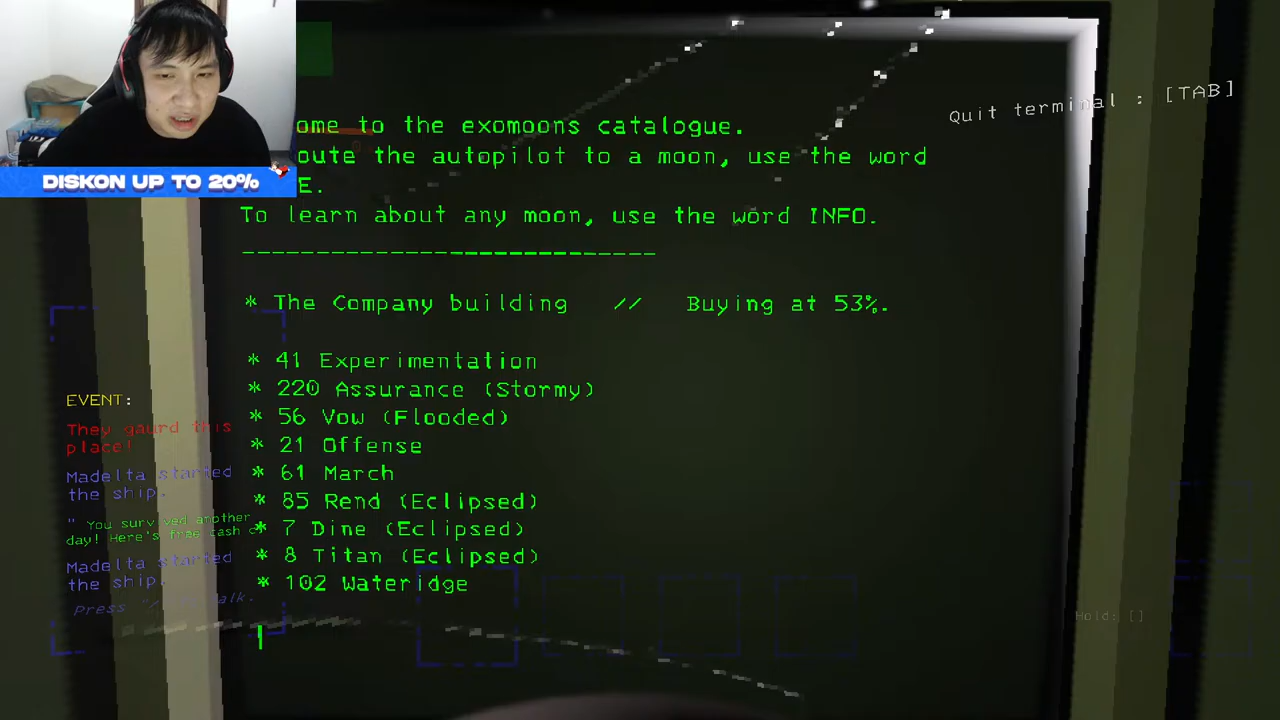 DISKON UP TO 20%
Quit terminal : [TAB]
ome to the exomoons catalogue.
oute the autopilot to a moon, use the word
E.
To learn about any moon, use the word INFO.
----------------------------
* The Company building // Buying at 53%.
* 41 Experimentation
* 220 Assurance (Stormy)
* 56 Vow (Flooded)
* 21 Offense
* 61 March
* 85 Rend (Eclipsed)
* 7 Dine (Eclipsed)
* 8 Titan (Eclipsed)
* 102 Wateridge
EVENT:
They gaurd this
place!
Madelta started
the ship.
" You survived another
day! Here's free cash
Madelta started
the ship.
Press "/" 
Hold: []